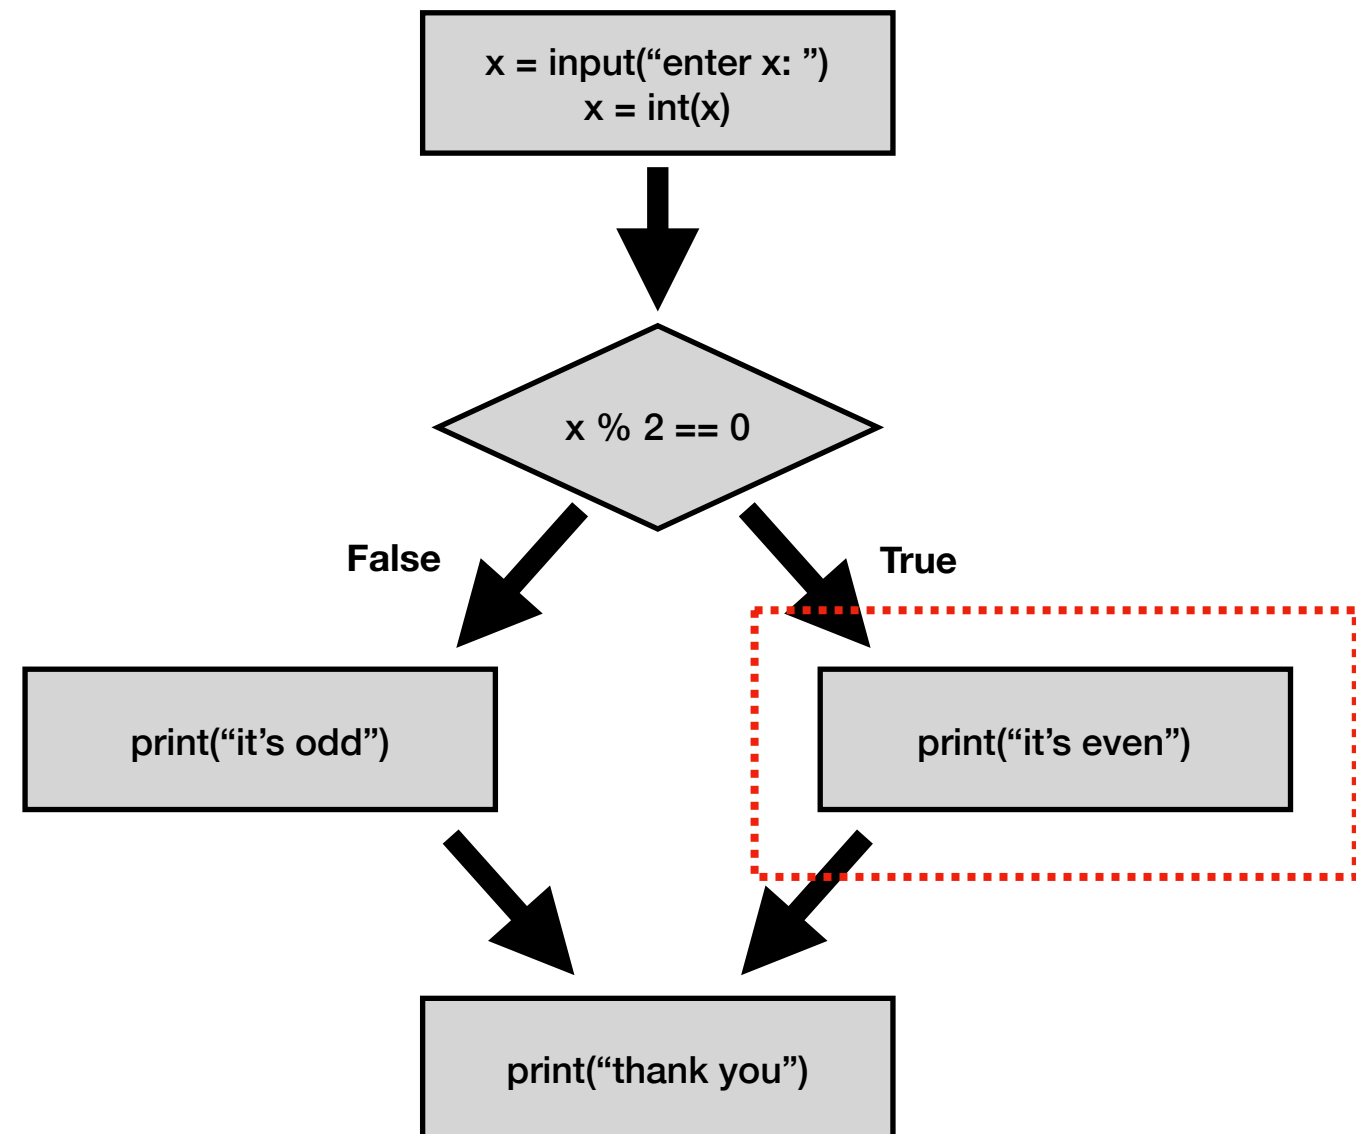 x = input(“enter x: ”)
x = int(x)
x % 2 == 0
False
True
print(“it’s odd”)
print(“it’s even”)
print(“thank you”)